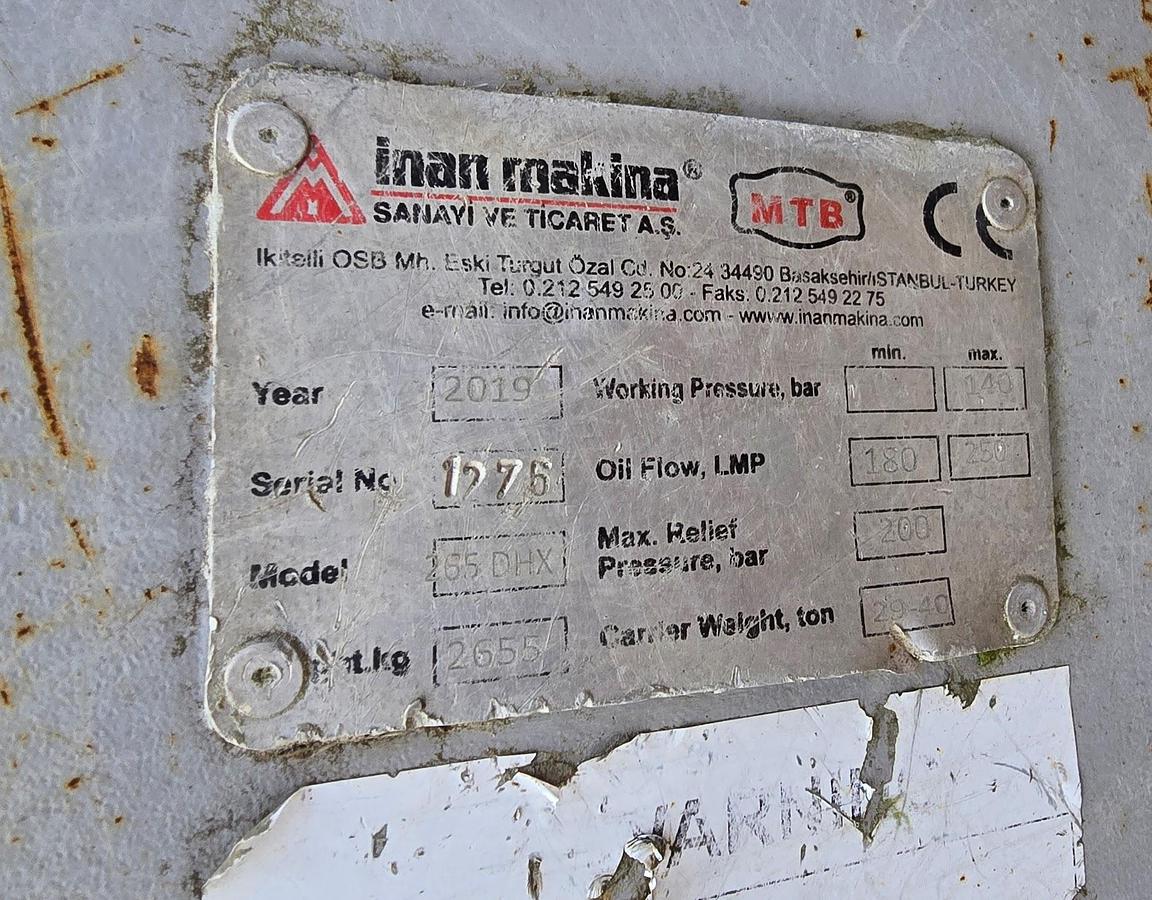 inan makina®
SANAYİ VE TİCARET A.Ş.
MTB®
CE
Ikitelli OSB Mh. Eski Turgut Özal Cd. No:24 34490 Basaksehir/ISTANBUL-TURKEY
Tel: 0.212 549 25 00 - Faks. 0.212 549 22 75
e-mail: info@inanmakina.com - www.inanmakina.com
min. max.
Year 2019 Working Pressure, bar 140
Serial No 1276 Oil Flow, LMP 180 250
Model 265 DHX Max. Relief Pressure, bar 200
kg 2655 Carrier Weight, ton 29-40